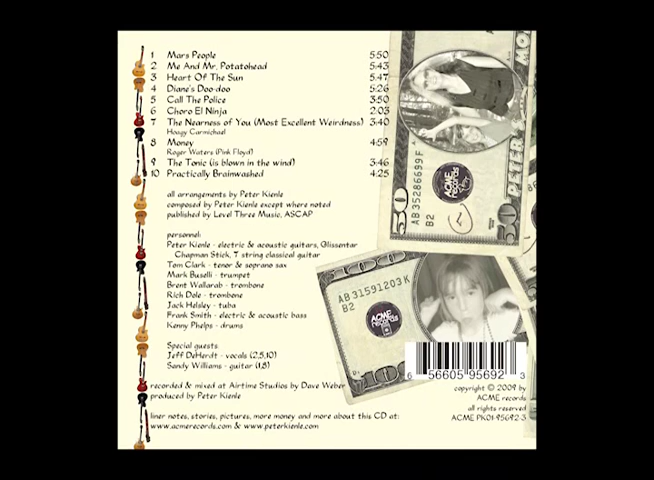 1 Mars People 5:50
2 Me And Mr. Potatohead 5:43
3 Heart Of The Sun 5:47
4 Diane's Doo-doo 5:26
5 Call The Police 3:50
6 Choro El Ninja 2:03
7 The Nearness of You (Most Excellent Weirdness) 3:40
Hoagy Carmichael
8 Money 4:59
Roger Waters (Pink Floyd)
9 The Tonic (is blown in the wind) 3:46
10 Practically Brainwashed 4:25
all arrangements by Peter Kienle
composed by Peter Kienle except where noted
published by Level Three Music, ASCAP
personnel:
Peter Kienle - electric & acoustic guitars, Glissentar
Chapman Stick, 7 string classical guitar
Tom Clark - tenor & soprano sax
Mark Buselli - trumpet
Brent Wallarab - trombone
Rich Dole - trombone
Jack Helsley - tuba
Frank Smith - electric & acoustic bass
Kenny Phelps - drums
Special guests
Jeff DeHerdt - vocals (2,5,10)
Sandy Williams - guitar (1,8)
recorded & mixed at Airtime Studios by Dave Weber
produced by Peter Kienle
liner notes, stories, pictures, more money and more about this CD at:
www.acmerecords.com & www.peterkienle.com
50
AB35286699F
B2
ACME
records
PETER
50
100
AB31591203K
B2
ACME
records
100
6 56605 95692 3
copyright © 2009 by
ACME records
all rights reserved
ACME PK01-95692-3